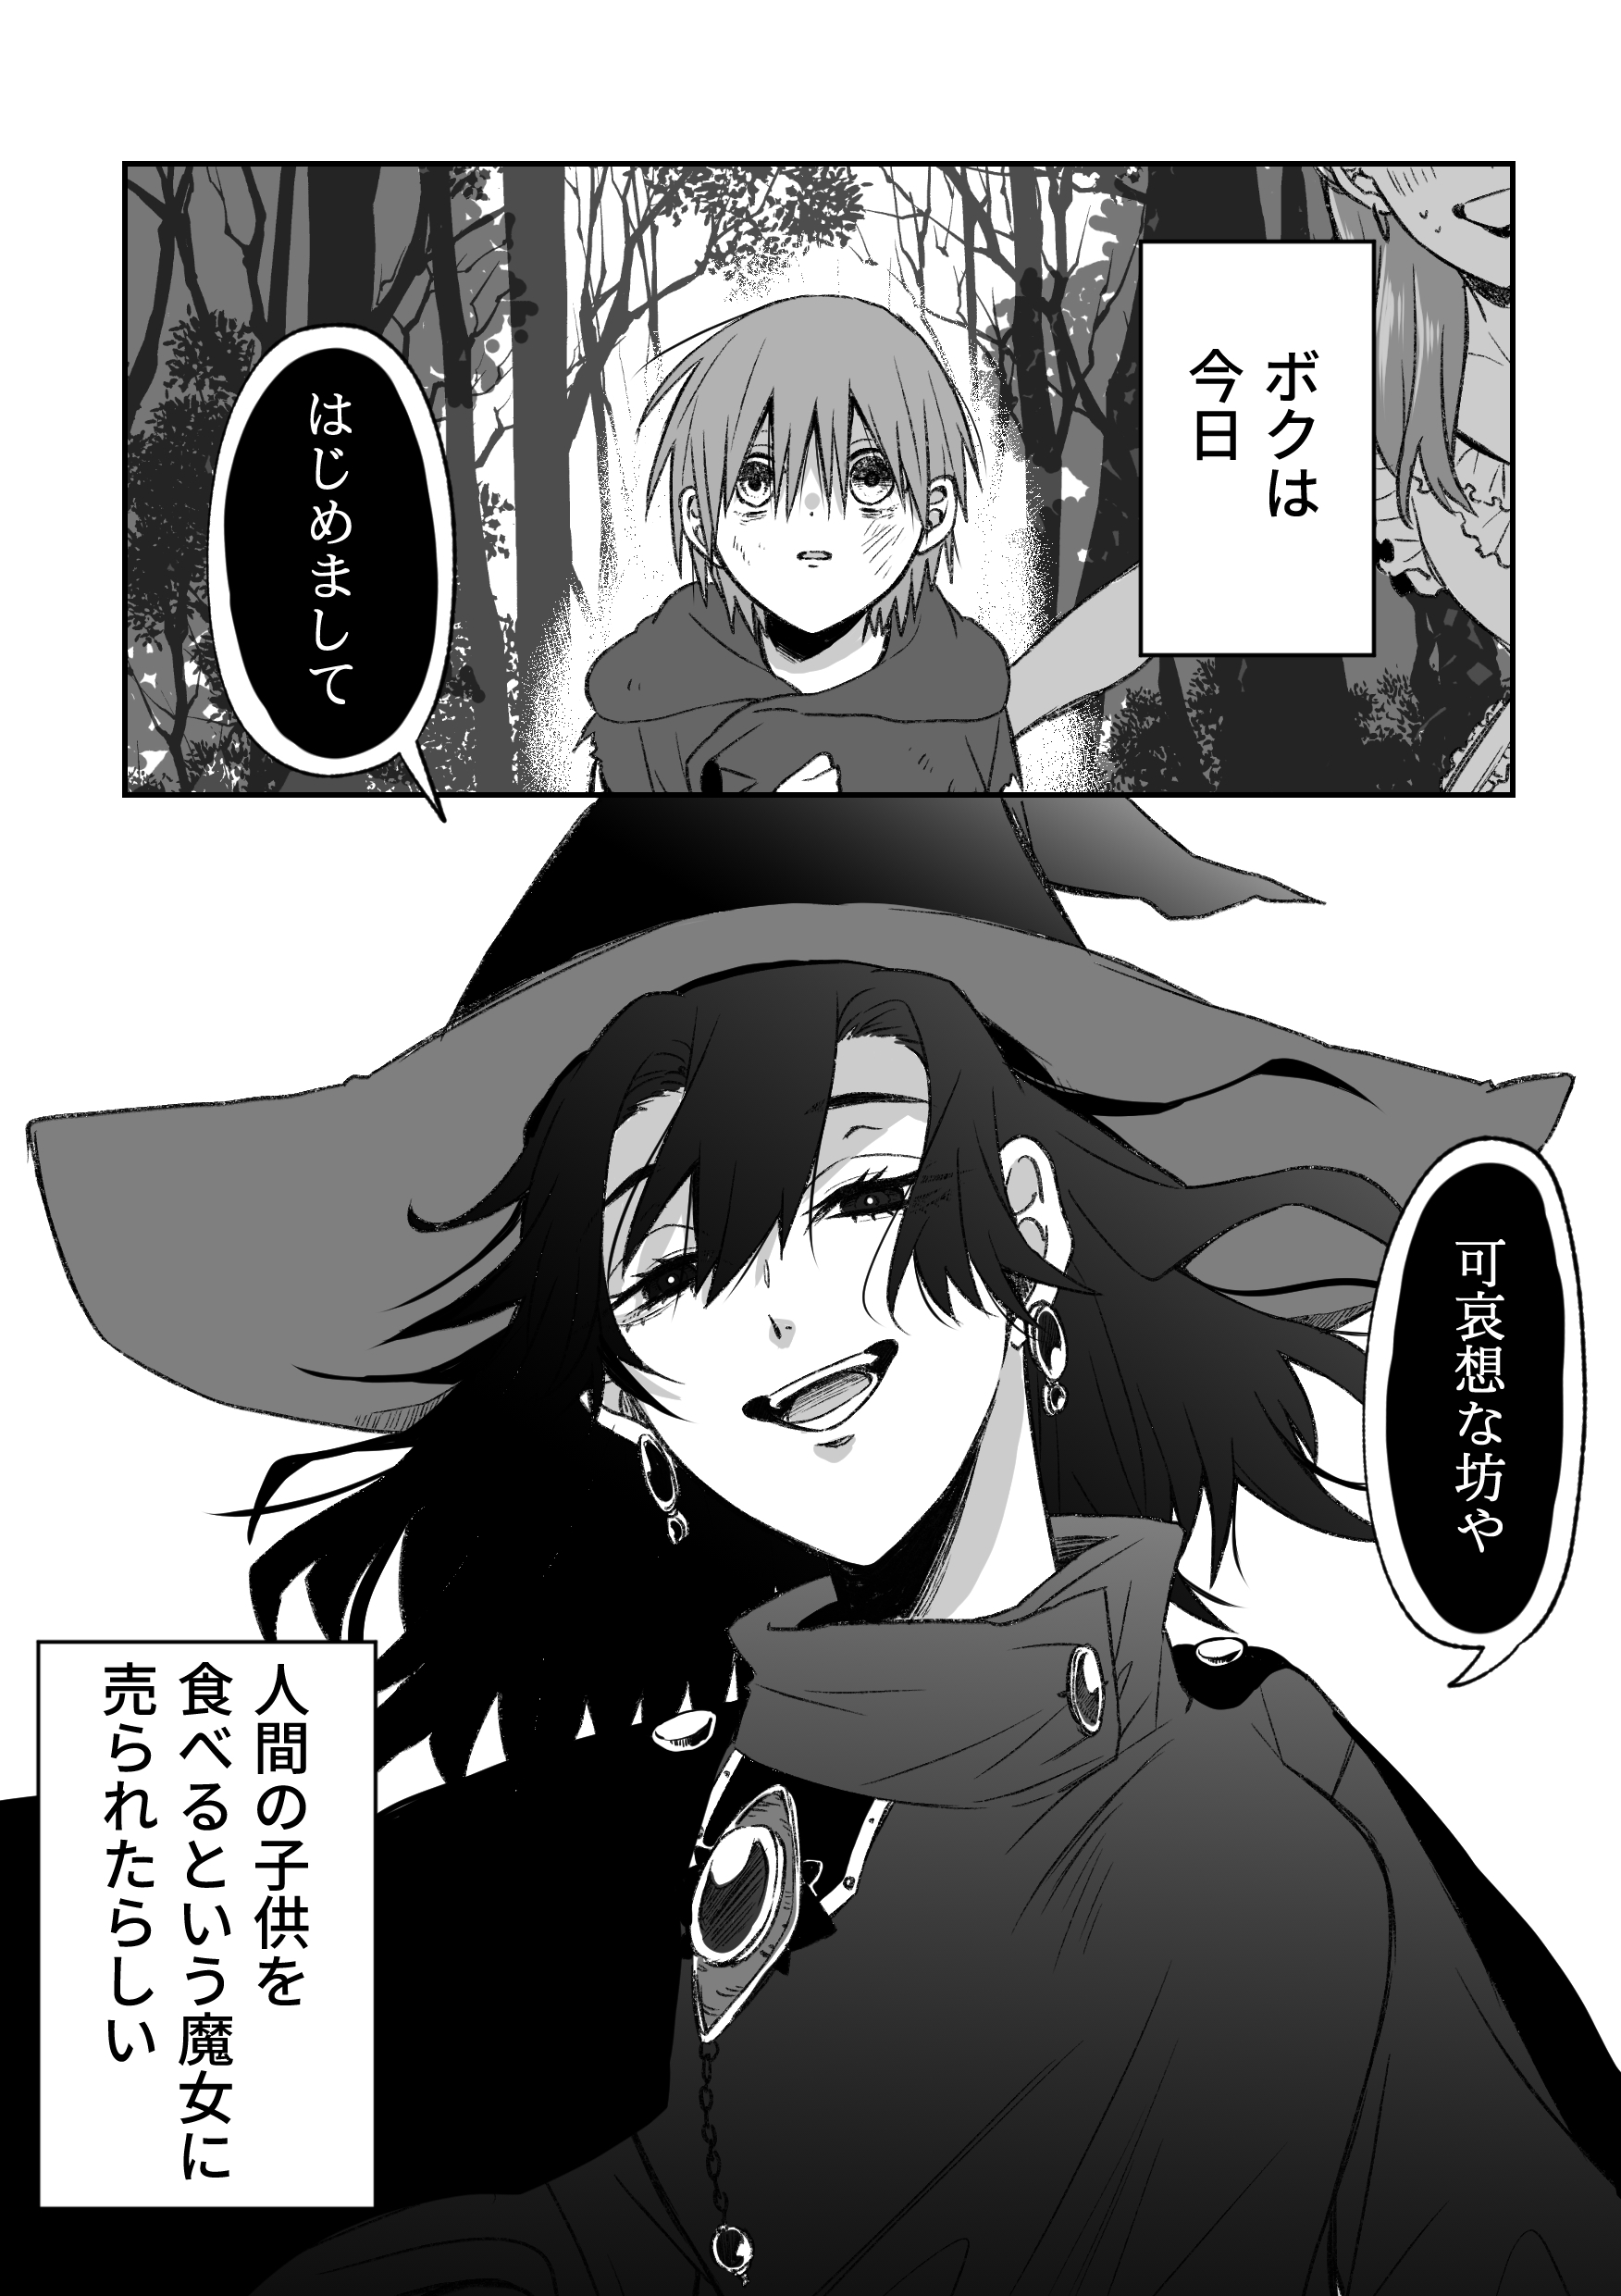 ボクは
今日
はじめまして
可哀想な坊や
人間の子供を
食べるという魔女に
売られたらしい